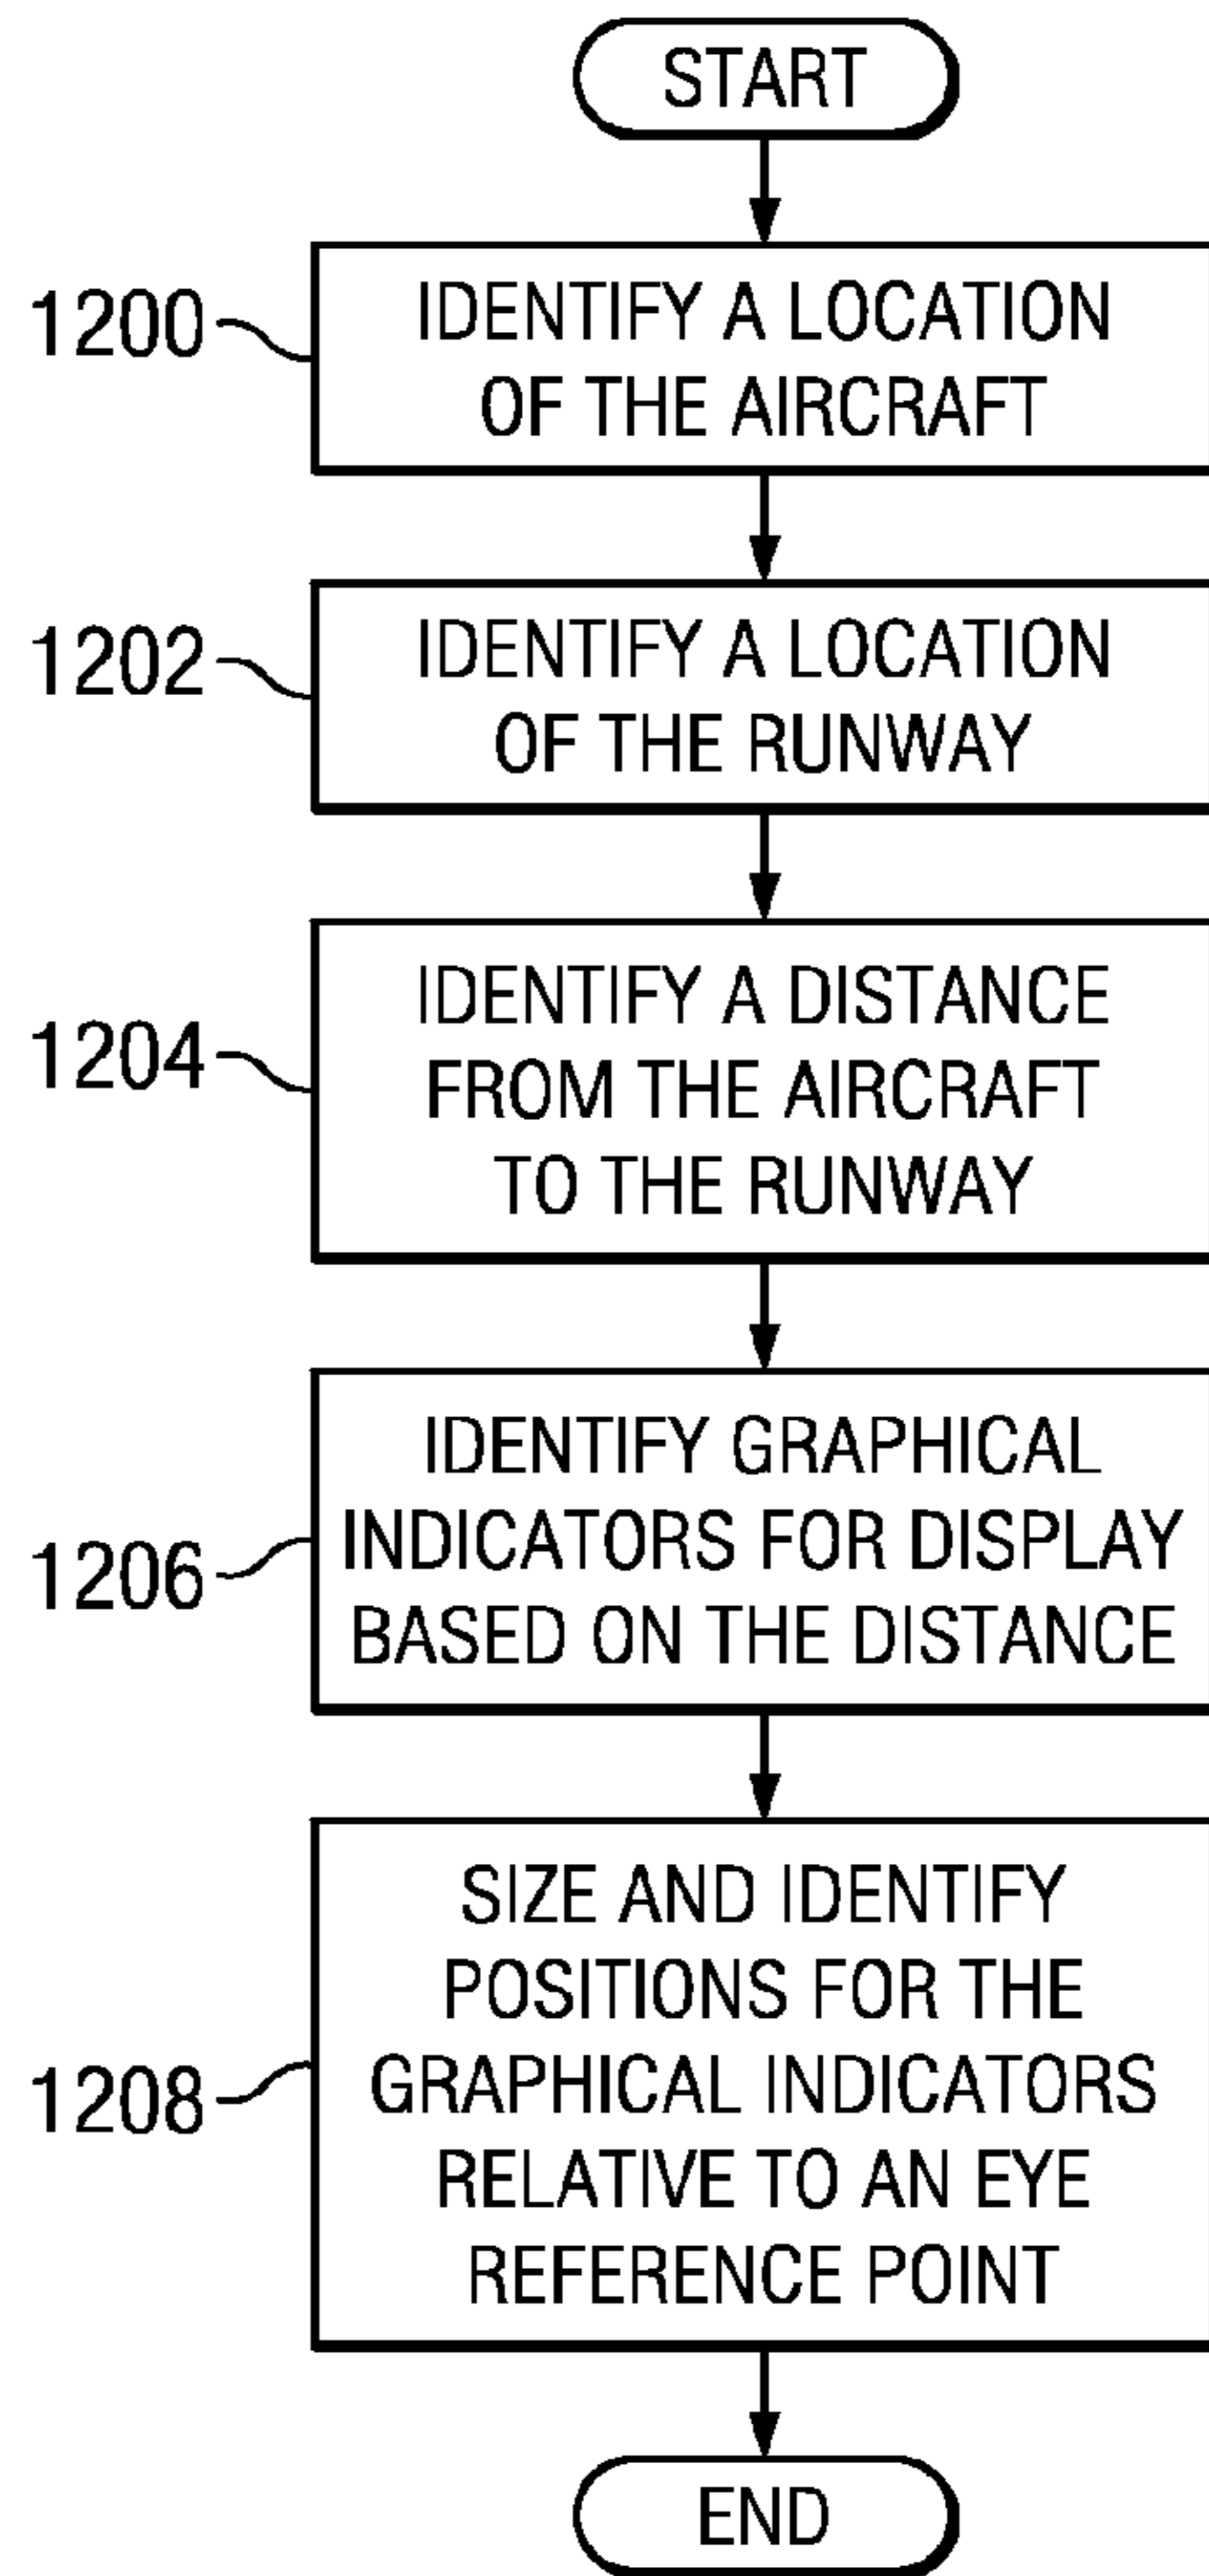 START
1200
IDENTIFY A LOCATION
OF THE AIRCRAFT
1202
IDENTIFY A LOCATION
OF THE RUNWAY
1204
IDENTIFY A DISTANCE
FROM THE AIRCRAFT
TO THE RUNWAY
1206
IDENTIFY GRAPHICAL
INDICATORS FOR DISPLAY
BASED ON THE DISTANCE
1208
SIZE AND IDENTIFY
POSITIONS FOR THE
GRAPHICAL INDICATORS
RELATIVE TO AN EYE
REFERENCE POINT
END